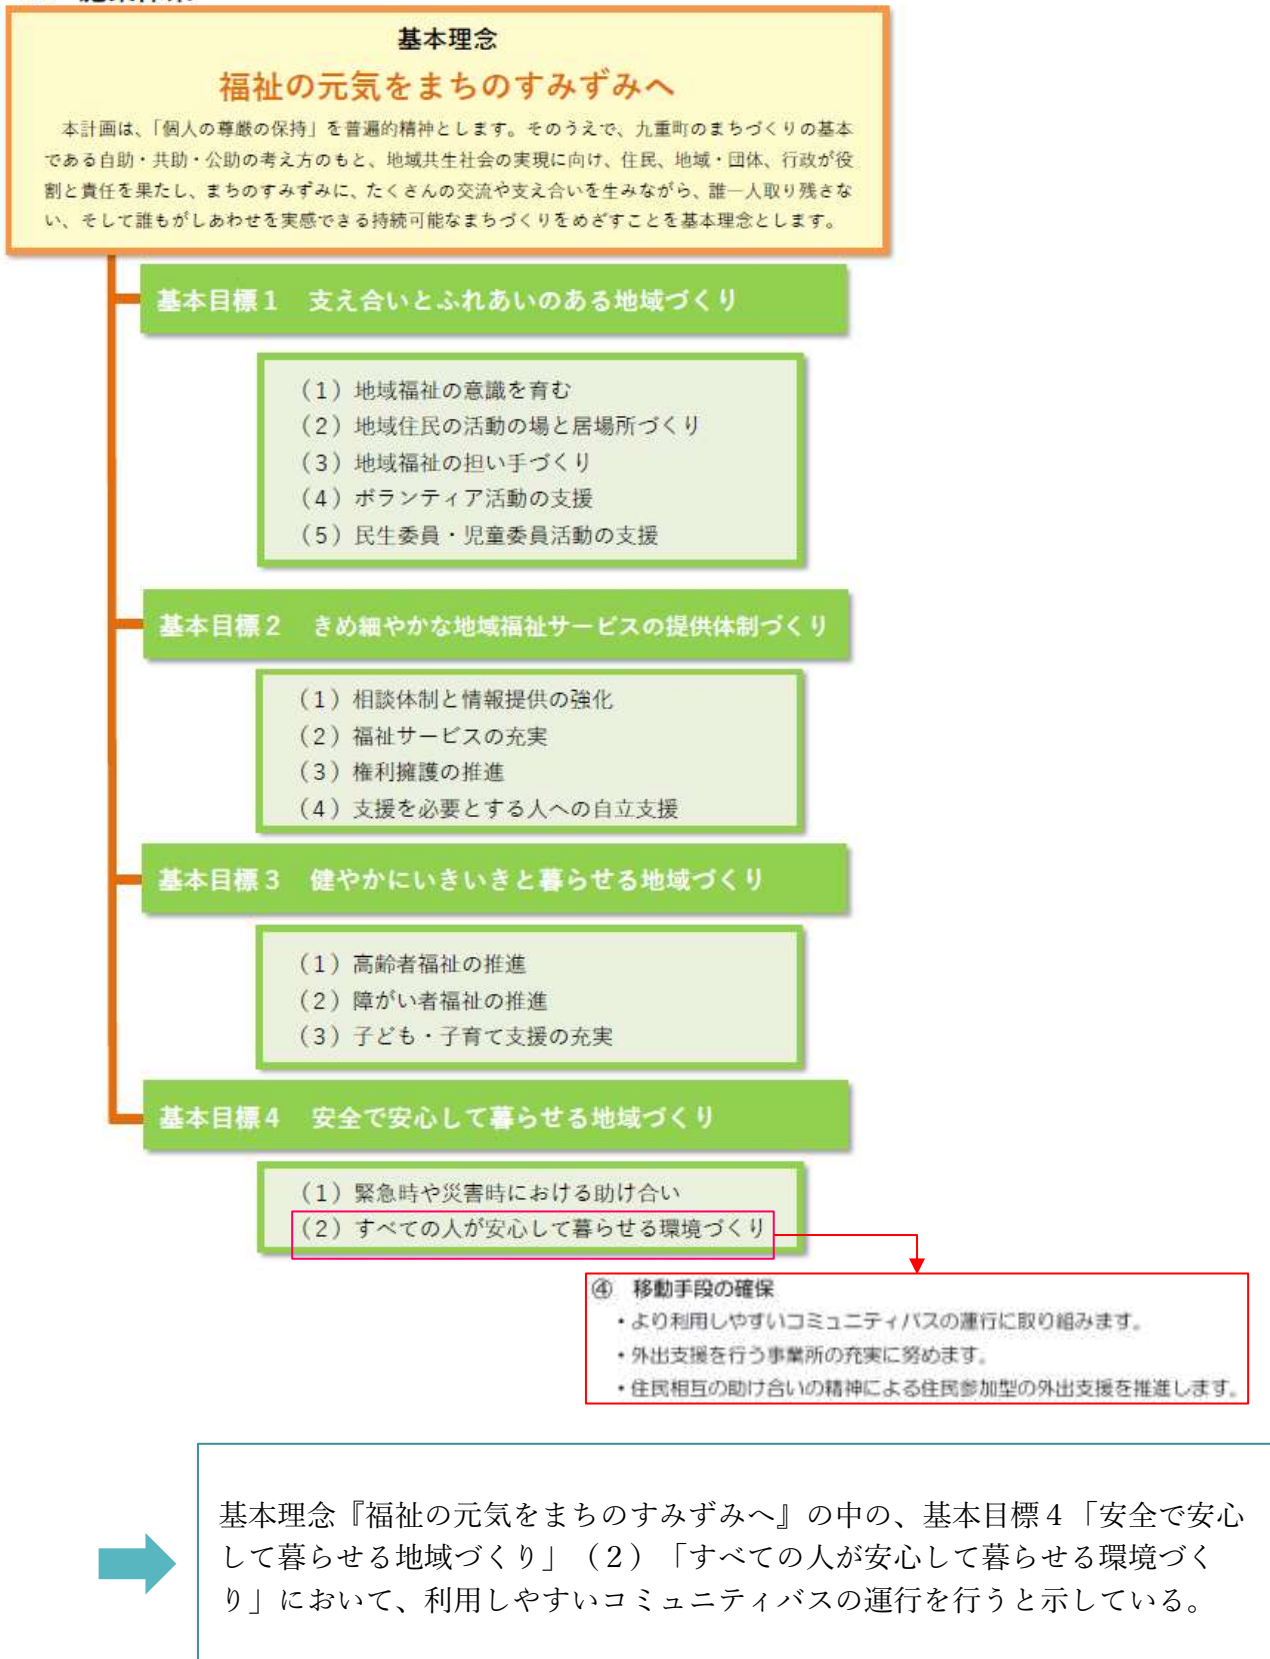 基本理念
福祉の元気をまちのすみずみへ
本計画は、「個人の尊厳の保持」を普遍的精神とします。そのうえで、九重町のまちづくりの基本
である自助・共助・公助の考え方のもと、地域共生社会の実現に向け、住民、地域・団体、行政が役
割と責任を果たし、まちのすみずみに、たくさんの交流や支え合いを生みながら、誰一人取り残さな
い、そして誰もがしあわせを実感できる持続可能なまちづくりをめざすことを基本理念とします。
基本目標１　支え合いとふれあいのある地域づくり
（１）地域福祉の意識を育む
（２）地域住民の活動の場と居場所づくり
（３）地域福祉の担い手づくり
（４）ボランティア活動の支援
（５）民生委員・児童委員活動の支援
基本目標２　きめ細やかな地域福祉サービスの提供体制づくり
（１）相談体制と情報提供の強化
（２）福祉サービスの充実
（３）権利擁護の推進
（４）支援を必要とする人への自立支援
基本目標３　健やかにいきいきと暮らせる地域づくり
（１）高齢者福祉の推進
（２）障がい者福祉の推進
（３）子ども・子育て支援の充実
基本目標４　安全で安心して暮らせる地域づくり
（１）緊急時や災害時における助け合い
（２）すべての人が安心して暮らせる環境づくり
④　移動手段の確保
・より利用しやすいコミュニティバスの運行に取り組みます。
・外出支援を行う事業所の充実に努めます。
・住民相互の助け合いの精神による住民参加型の外出支援を推進します。
基本理念『福祉の元気をまちのすみずみへ』の中の、基本目標４「安全で安心
して暮らせる地域づくり」（２）「すべての人が安心して暮らせる環境づく
り」において、利用しやすいコミュニティバスの運行を行うと示している。